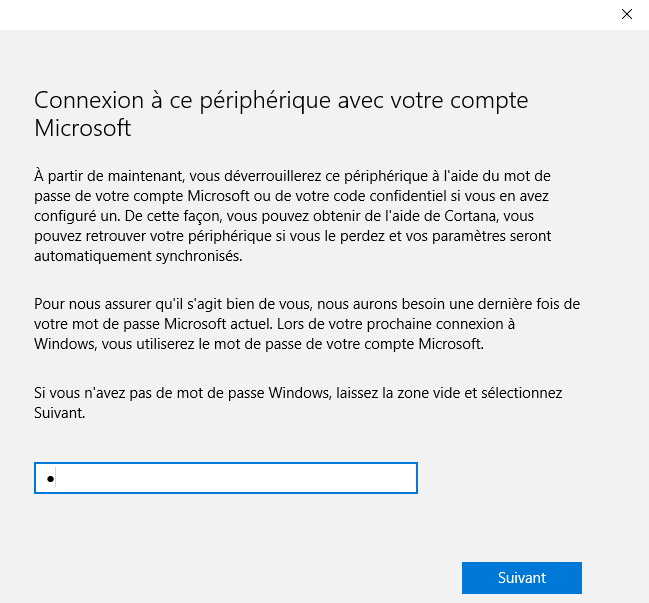 Connexion à ce périphérique avec votre compte
Microsoft
À partir de maintenant, vous déverrouillerez ce périphérique à l'aide du mot de
passe de votre compte Microsoft ou de votre code confidentiel si vous en avez
configuré un. De cette façon, vous pouvez obtenir de l'aide de Cortana, vous
pouvez retrouver votre périphérique si vous le perdez et vos paramètres seront
automatiquement synchronisés.
Pour nous assurer qu'il s'agit bien de vous, nous aurons besoin une dernière fois de
votre mot de passe Microsoft actuel. Lors de votre prochaine connexion à
Windows, vous utiliserez le mot de passe de votre compte Microsoft.
Si vous n'avez pas de mot de passe Windows, laissez la zone vide et sélectionnez
Suivant.
Suivant